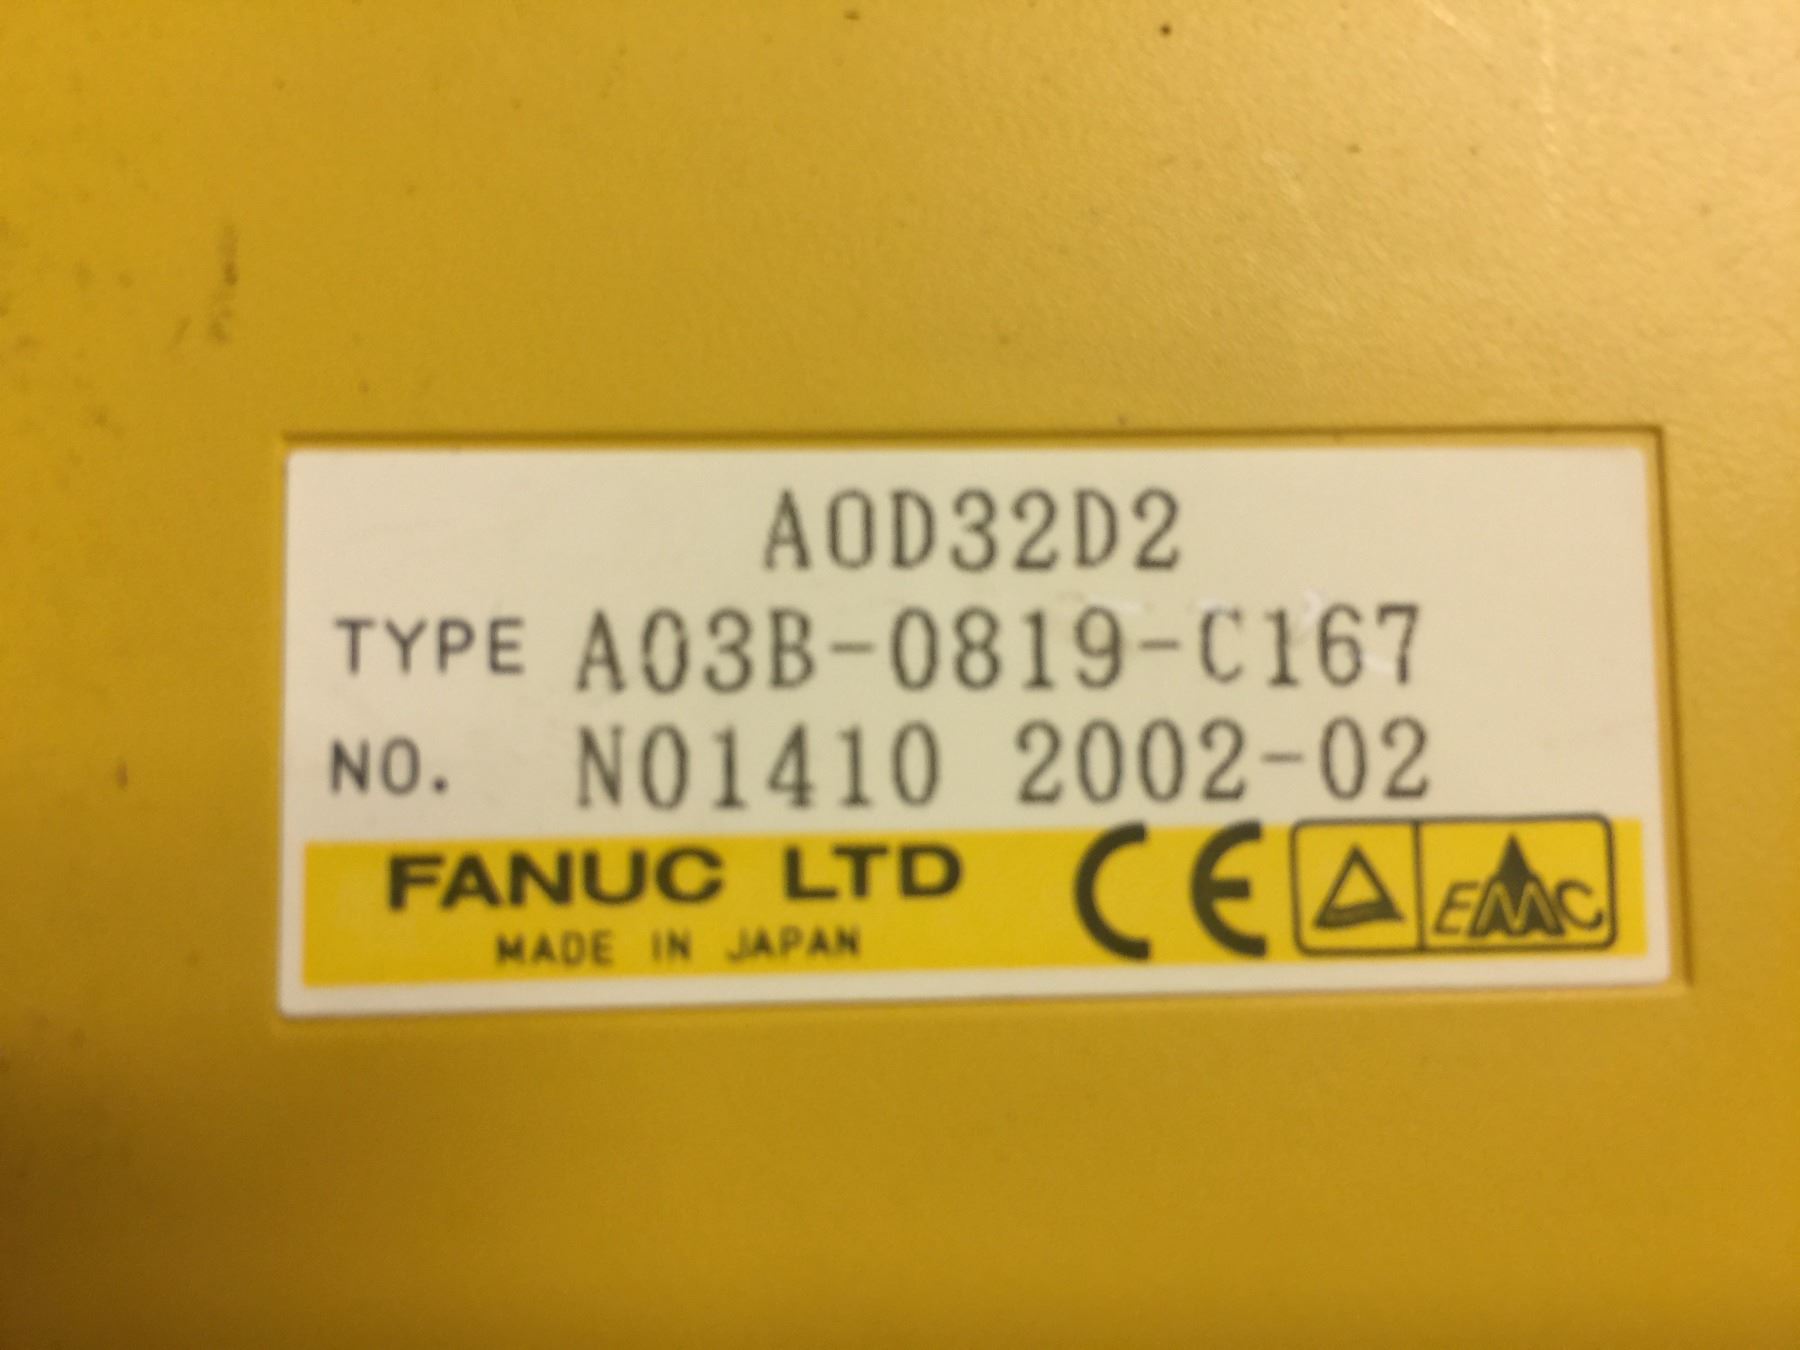 AOD32D2
TYPE A03B-0819-C167
NO. N01410 2002-02
FANUC LTD CE EMC
MADE IN JAPAN